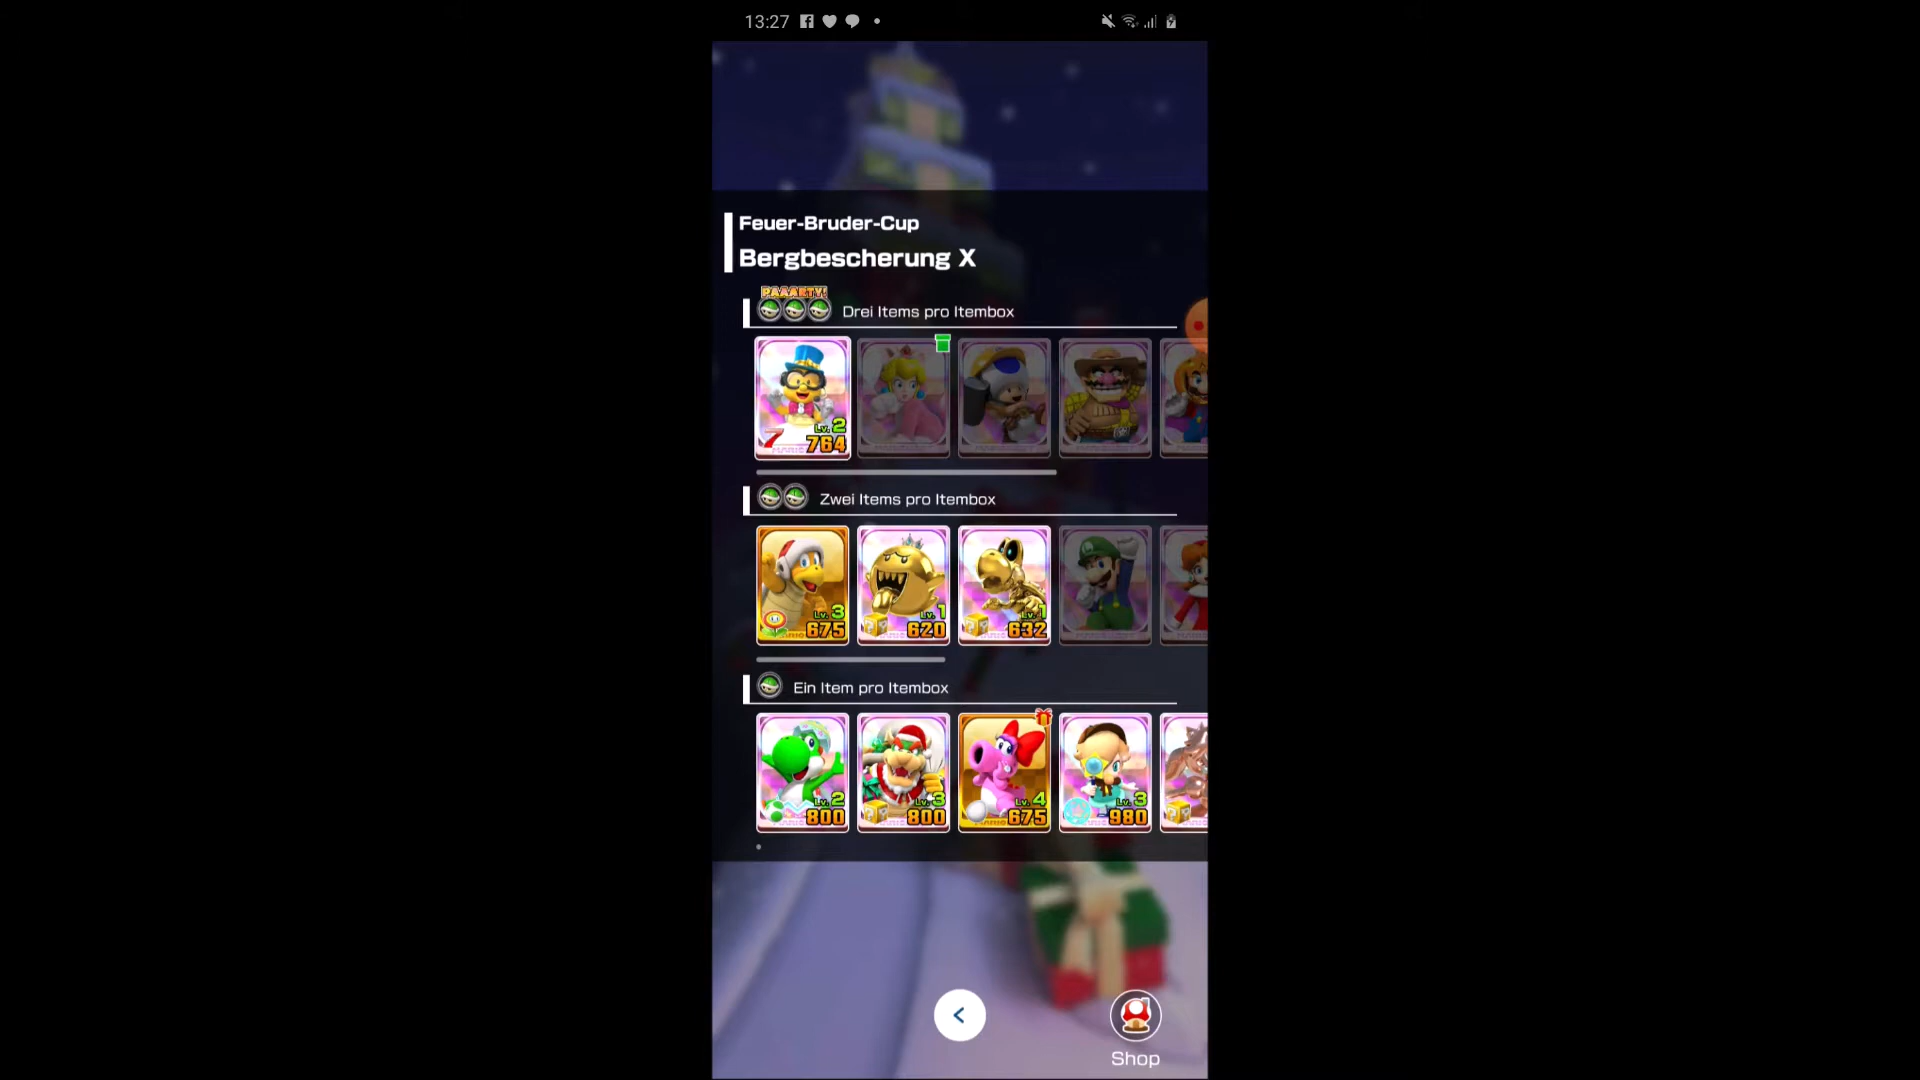 13:27
Feuer-Bruder-Cup
Bergbescherung X
PAAARTY!
Drei Items pro Itembox
Lv. 2
764
Zwei Items pro Itembox
Lv. 3
675
Lv. 1
620
Lv. 1
632
Ein Item pro Itembox
Lv. 2
800
Lv. 3
800
Lv. 4
675
Lv. 3
980
<
Shop